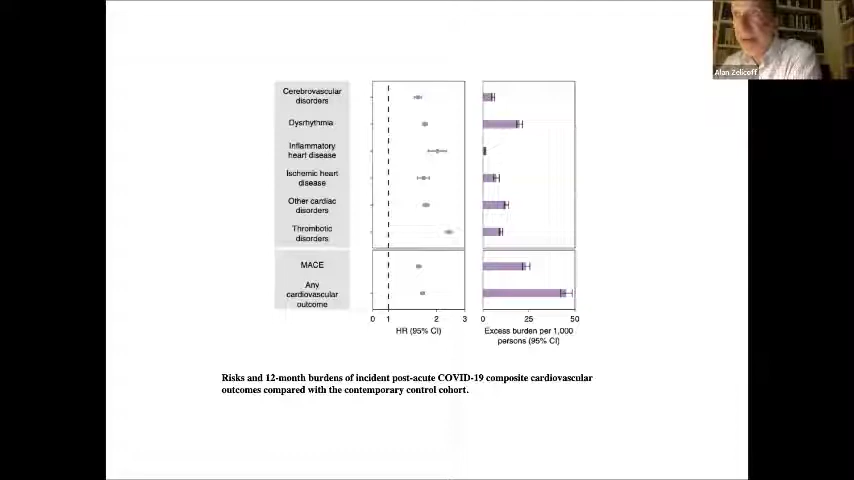 Alan Zelicoff
Cerebrovascular
disorders
Dysrhythmia
Inflammatory
heart disease
Ischemic heart
disease
Other cardiac
disorders
Thrombotic
disorders
MACE
Any
cardiovascular
outcome
0 1 2 3
HR (95% CI)
0 25 50
Excess burden per 1,000
persons (95% CI)
Risks and 12-month burdens of incident post-acute COVID-19 composite cardiovascular
outcomes compared with the contemporary control cohort.